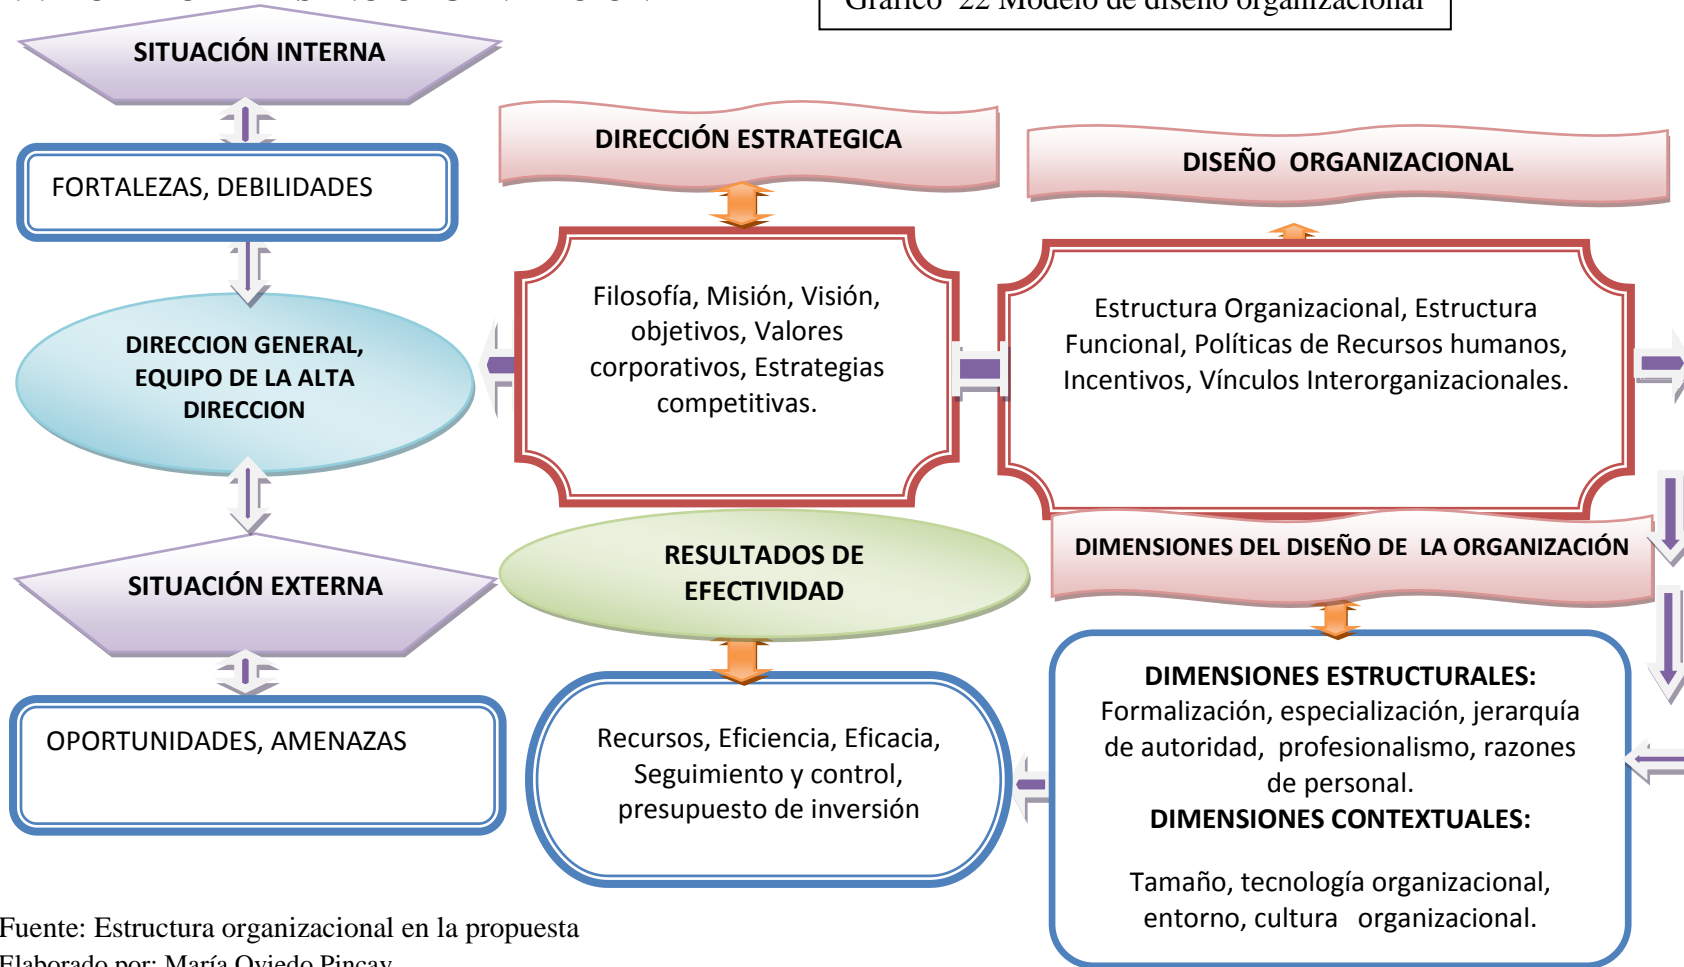 Gráfico 22 Modelo de diseño organizacional
SITUACIÓN INTERNA
FORTALEZAS, DEBILIDADES
DIRECCION GENERAL,
EQUIPO DE LA ALTA
DIRECCION
SITUACIÓN EXTERNA
OPORTUNIDADES, AMENAZAS
DIRECCIÓN ESTRATEGICA
Filosofía, Misión, Visión,
objetivos, Valores
corporativos, Estrategias
competitivas.
DISEÑO ORGANIZACIONAL
Estructura Organizacional, Estructura
Funcional, Políticas de Recursos humanos,
Incentivos, Vínculos Interorganizacionales.
DIMENSIONES DEL DISEÑO DE LA ORGANIZACIÓN
DIMENSIONES ESTRUCTURALES:
Formalización, especialización, jerarquía
de autoridad, profesionalismo, razones
de personal.
DIMENSIONES CONTEXTUALES:
Tamaño, tecnología organizacional,
entorno, cultura organizacional.
RESULTADOS DE
EFECTIVIDAD
Recursos, Eficiencia, Eficacia,
Seguimiento y control,
presupuesto de inversión
Fuente: Estructura organizacional en la propuesta
Elaborado por: María Oviedo Pincay